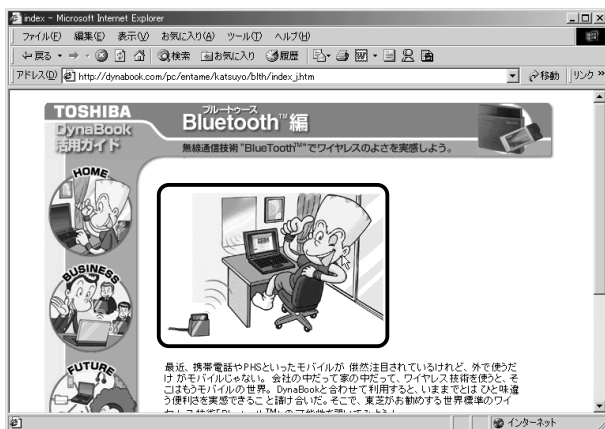 index - Microsoft Internet Explorer
ファイル(F) 編集(E) 表示(V) お気に入り(A) ツール(T) ヘルプ(H)
戻る 検索 お気に入り 履歴
アドレス(D) http://dynabook.com/pc/entame/katsuyo/blth/index_j.htm 移動 リンク »
TOSHIBA
DynaBook
活用ガイド
ブルートゥース
Bluetooth™編
無線通信技術 "BlueTooth™" でワイヤレスのよさを実感しよう。
HOME
BUSINESS
FUTURE
最近、携帯電話やPHSといったモバイルが 俄然注目されているけれど、外で使うだ
け がモバイルじゃない。会社の中だって家の中だって、ワイヤレス技術を使うと、そ
こはもうモバイルの世界。DynaBookと合わせて利用すると、いままでとは ひと味違
う便利さを実感できること請け合いだ。そこで、東芝がお勧めする世界標準のワイ
インターネット